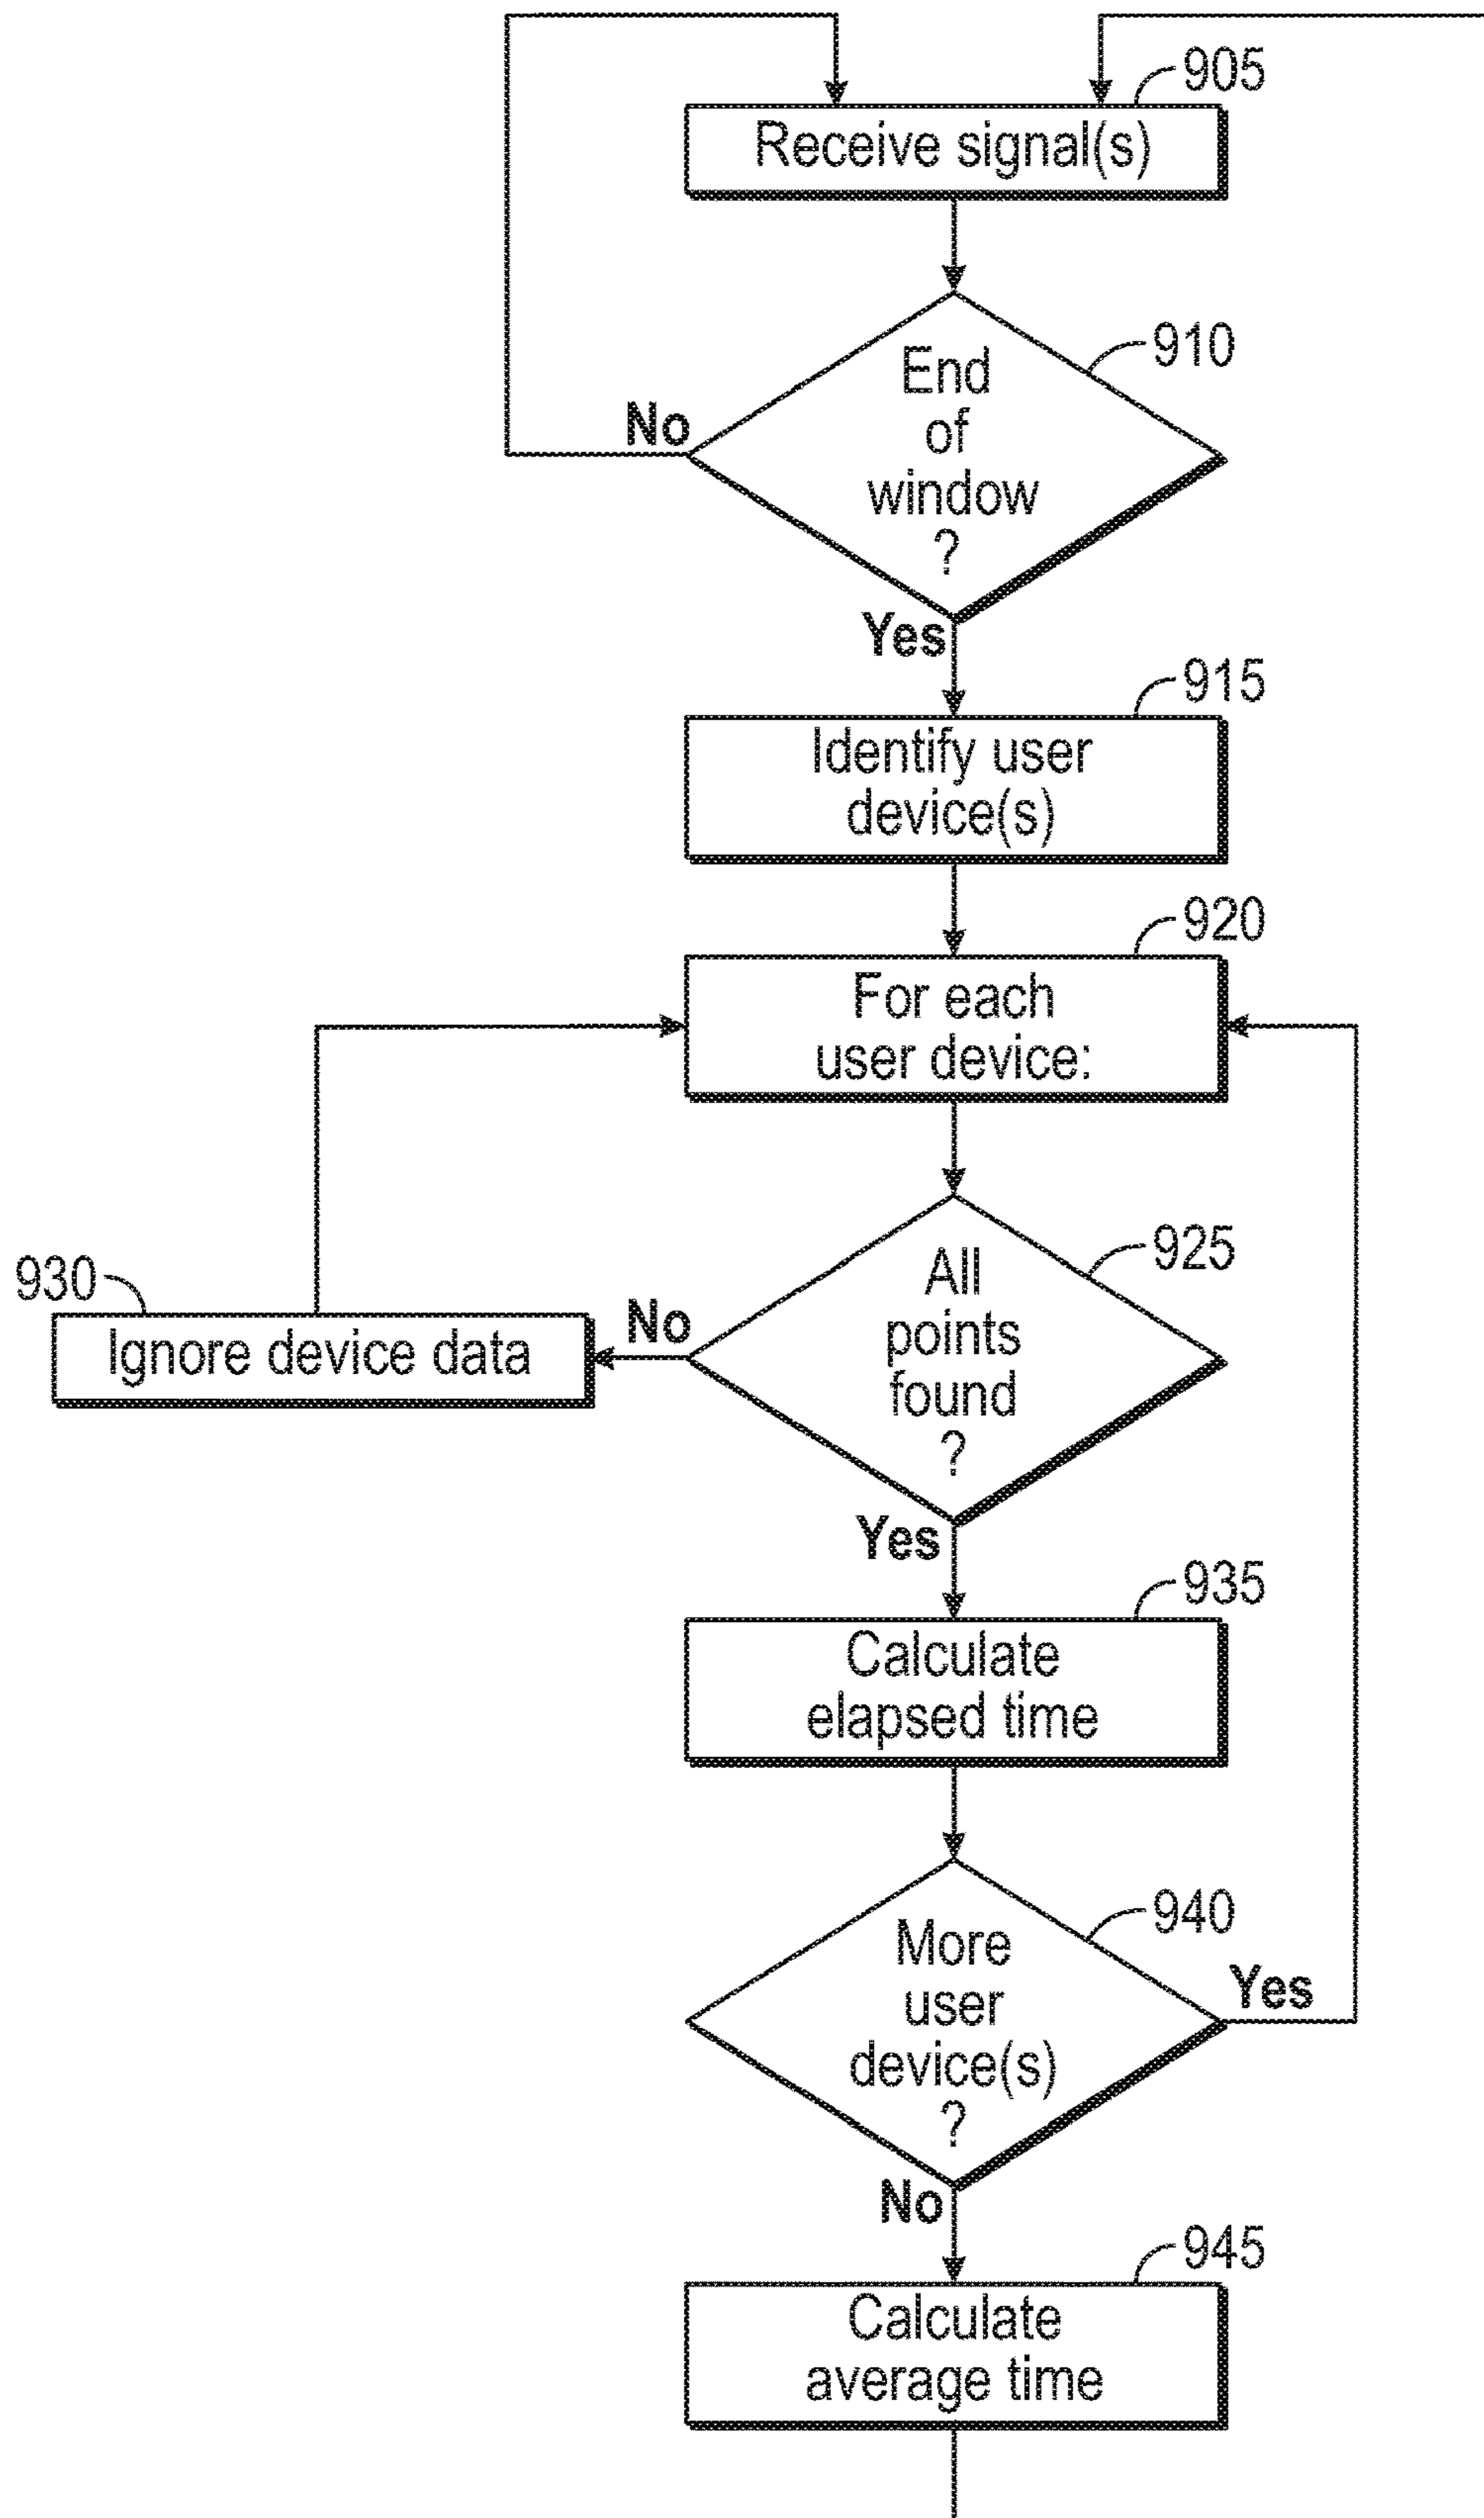 905
Receive signal(s)
910
End
of
window
?
No
Yes
915
Identify user
device(s)
920
For each
user device:
925
All
points
found
?
No
930
Ignore device data
Yes
935
Calculate
elapsed time
940
More
user
device(s)
?
Yes
No
945
Calculate
average time